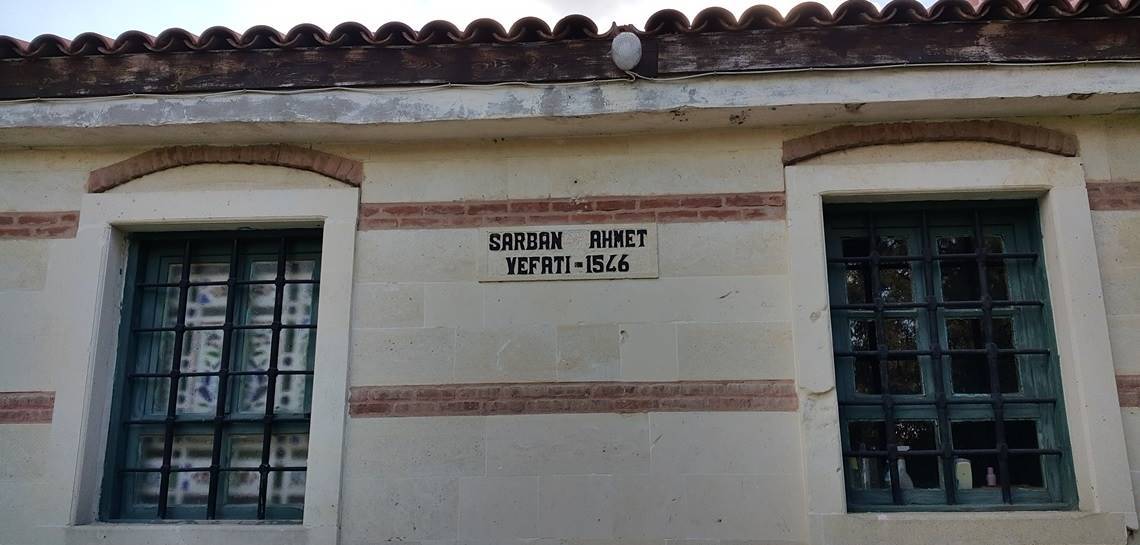 SARBAN AHMET
VEFATI-1546